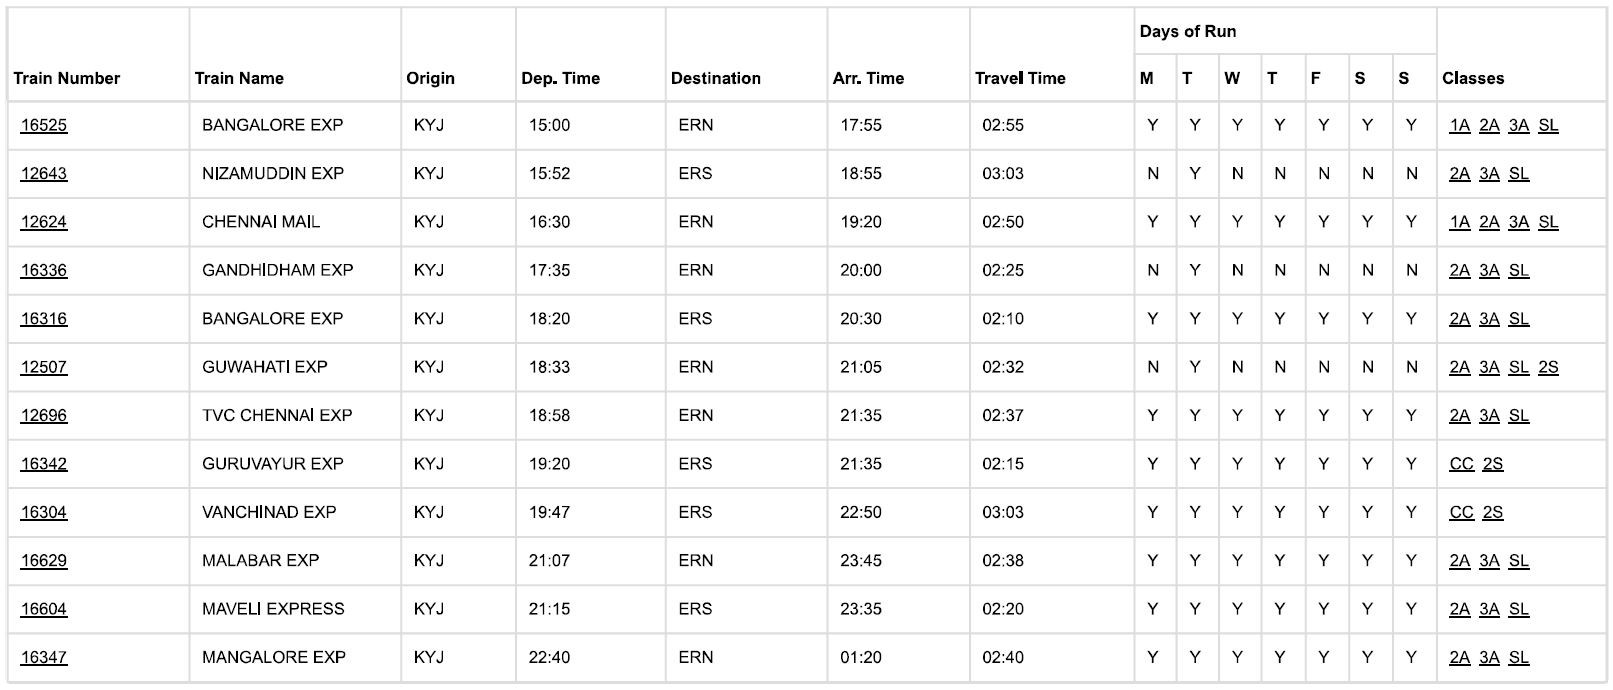 Days of Run
Train Number Train Name Origin Dep. Time Destination Arr. Time Travel Time M T W T F S S Classes
16525 BANGALORE EXP KYJ 15:00 ERN 17:55 02:55 Y Y Y Y Y Y Y 1A 2A 3A SL
12643 NIZAMUDDIN EXP KYJ 15:52 ERS 18:55 03:03 N Y N N N N N 2A 3A SL
12624 CHENNAI MAIL KYJ 16:30 ERN 19:20 02:50 Y Y Y Y Y Y Y 1A 2A 3A SL
16336 GANDHIDHAM EXP KYJ 17:35 ERN 20:00 02:25 N Y N N N N N 2A 3A SL
16316 BANGALORE EXP KYJ 18:20 ERS 20:30 02:10 Y Y Y Y Y Y Y 2A 3A SL
12507 GUWAHATI EXP KYJ 18:33 ERN 21:05 02:32 N Y N N N N N 2A 3A SL 2S
12696 TVC CHENNAI EXP KYJ 18:58 ERN 21:35 02:37 Y Y Y Y Y Y Y 2A 3A SL
16342 GURUVAYUR EXP KYJ 19:20 ERS 21:35 02:15 Y Y Y Y Y Y Y CC 2S
16304 VANCHINAD EXP KYJ 19:47 ERS 22:50 03:03 Y Y Y Y Y Y Y CC 2S
16629 MALABAR EXP KYJ 21:07 ERN 23:45 02:38 Y Y Y Y Y Y Y 2A 3A SL
16604 MAVELI EXPRESS KYJ 21:15 ERS 23:35 02:20 Y Y Y Y Y Y Y 2A 3A SL
16347 MANGALORE EXP KYJ 22:40 ERN 01:20 02:40 Y Y Y Y Y Y Y 2A 3A SL